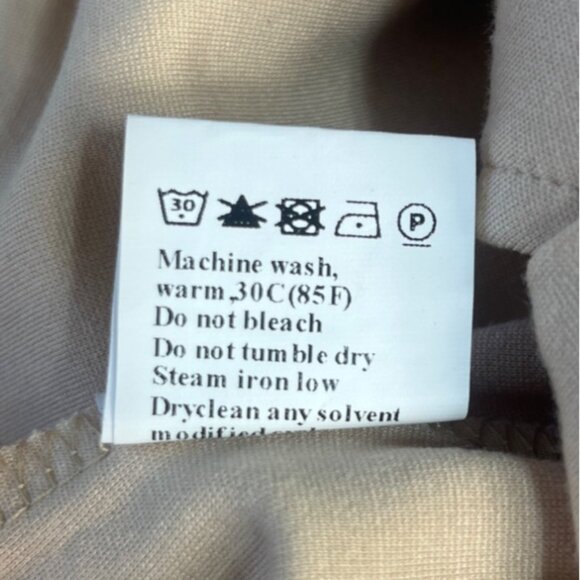 30
P
Machine wash,
warm,30C(85F)
Do not bleach
Do not tumble dry
Steam iron low
Dryclean any solvent
modified